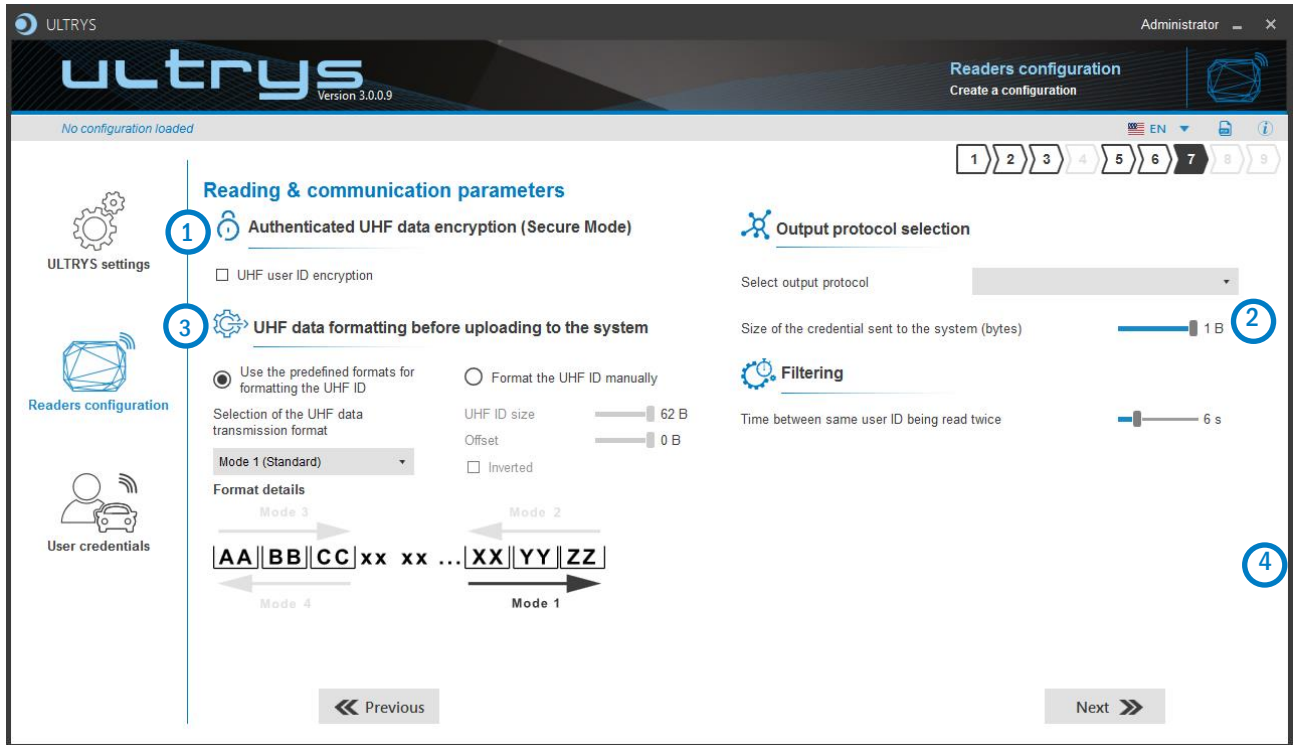 ULTRYS
Administrator
ultrys
Version 3.0.0.9
Readers configuration
Create a configuration
No configuration loaded
EN
1 2 3 4 5 6 7 8 9
ULTRYS settings
Readers configuration
User credentials
Reading & communication parameters
1
Authenticated UHF data encryption (Secure Mode)
UHF user ID encryption
3
UHF data formatting before uploading to the system
Use the predefined formats for
formatting the UHF ID
Format the UHF ID manually
Selection of the UHF data
transmission format
UHF ID size 62 B
Offset 0 B
Mode 1 (Standard)
Inverted
Format details
Mode 3 Mode 2
AA BB CC xx xx ... XX YY ZZ
Mode 4 Mode 1
Output protocol selection
Select output protocol
Size of the credential sent to the system (bytes) 1 B
2
Filtering
Time between same user ID being read twice 6 s
4
Previous
Next